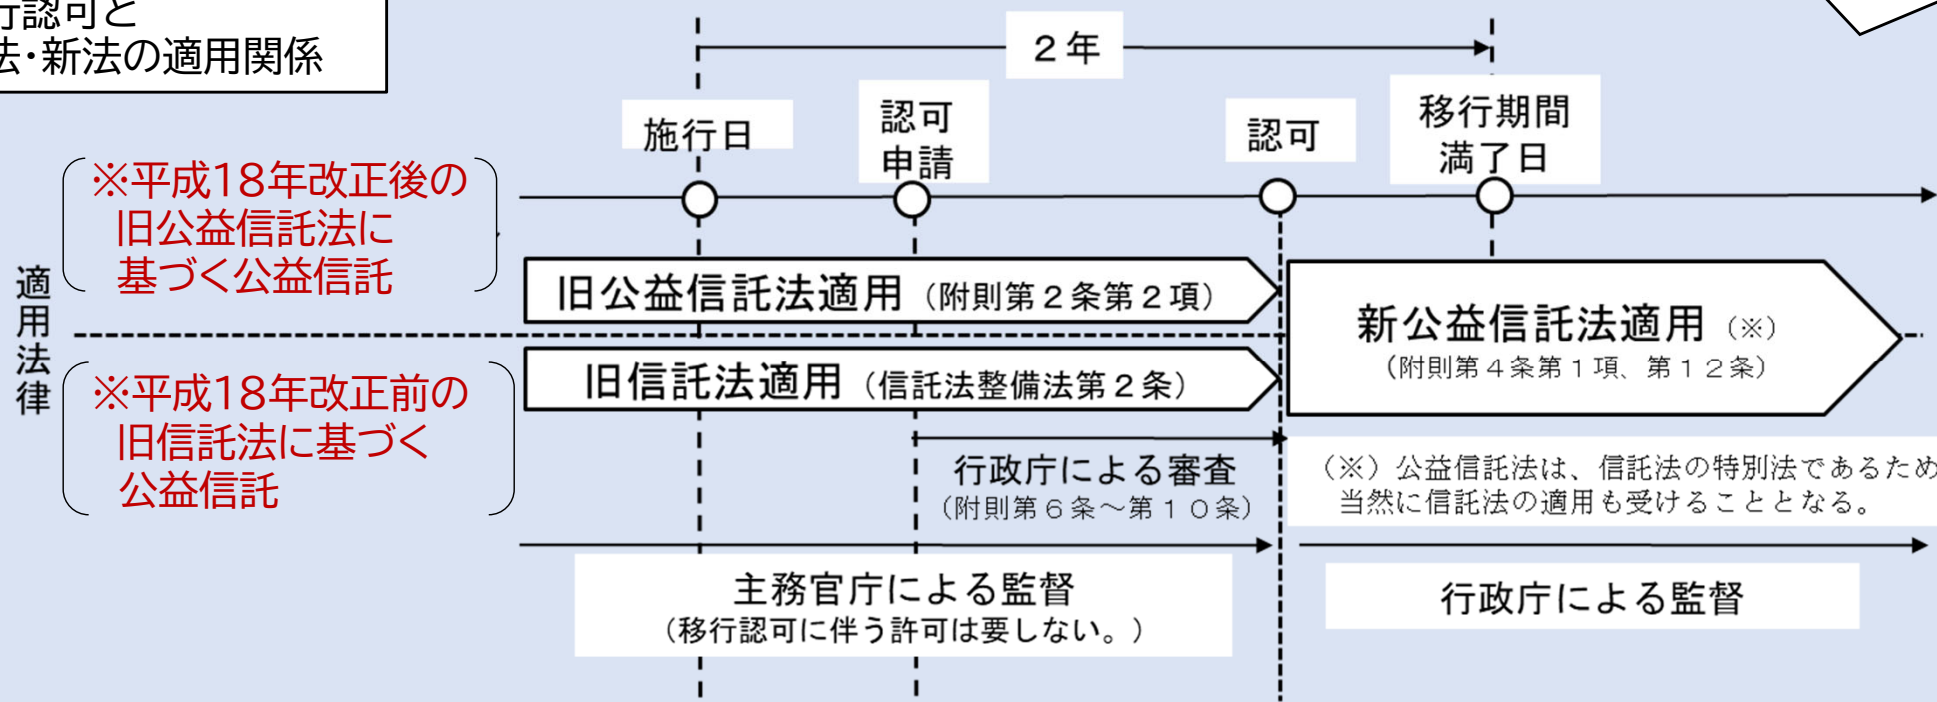 行認可と
法・新法の適用関係
２年
施行日
認可
申請
認可
移行期間
満了日
※平成18年改正後の
旧公益信託法に
基づく公益信託
適用法律
旧公益信託法適用（附則第２条第２項）
新公益信託法適用（※）
（附則第４条第１項、第１２条）
※平成18年改正前の
旧信託法に基づく
公益信託
旧信託法適用（信託法整備法第２条）
行政庁による審査
（附則第６条～第１０条）
（※）公益信託法は、信託法の特別法であるため
当然に信託法の適用も受けることとなる。
主務官庁による監督
（移行認可に伴う許可は要しない。）
行政庁による監督